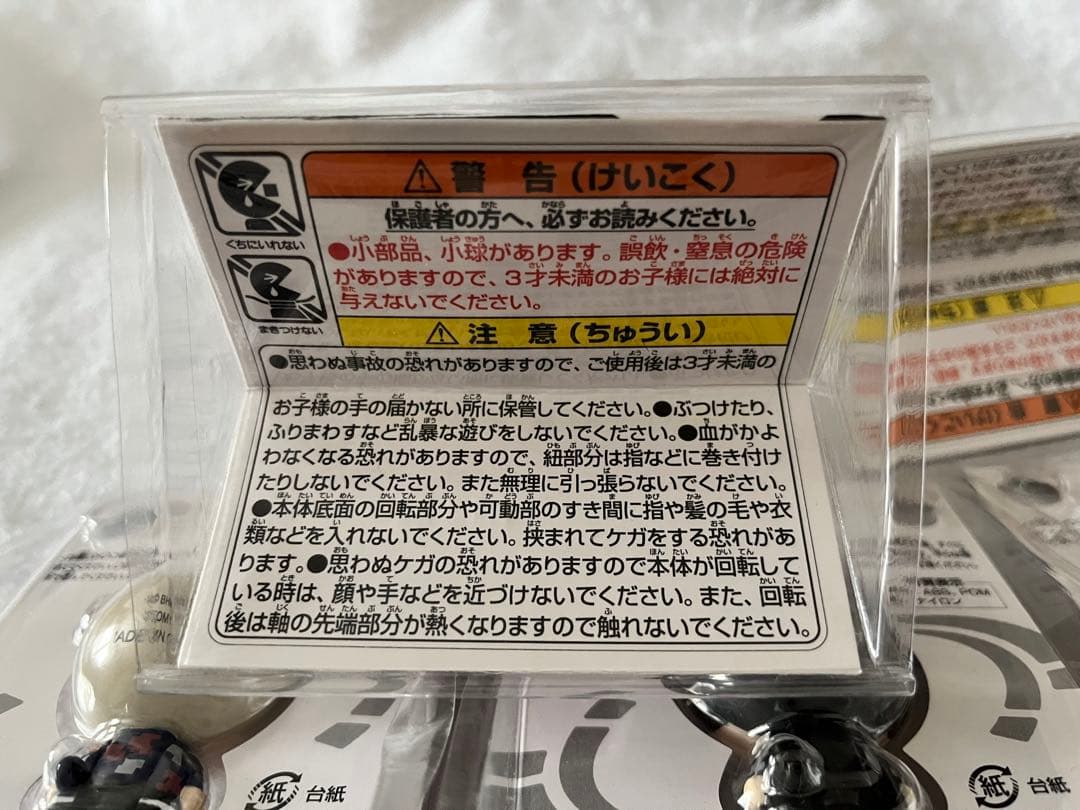 警告(けいこく)
保護者の方へ、必ずお読みください。
くちにいれない
●小部品、小球があります。誤飲・窒息の危険
がありますので、3才未満のお子様には絶対に
与えないでください。
まきつけない
注意(ちゅうい)
●思わぬ事故の恐れがありますので、ご使用後は3才未満の
お子様の手の届かない所に保管してください。●ぶつけたり、
ふりまわすなど乱暴な遊びをしないでください。●血がかよ
わなくなる恐れがありますので、紐部分は指などに巻き付け
たりしないでください。また無理に引っ張らないでください。
●本体底面の回転部分や可動部のすき間に指や髪の毛や衣
類などを入れないでください。挟まれてケガをする恐れがあ
ります。●思わぬケガの恐れがありますので本体が回転して
いる時は、顔や手などを近づけないでください。また、回転
後は軸の先端部分が熱くなりますので触れないでください。
紙 台紙
紙 台紙